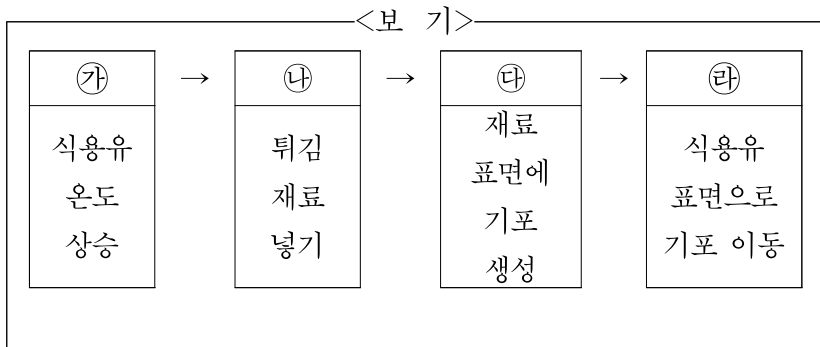 <보 기>
㉮ → ㉯ → ㉰ → ㉱
식용유
온도
상승
튀김
재료
넣기
재료
표면에
기포
생성
식용유
표면으로
기포 이동